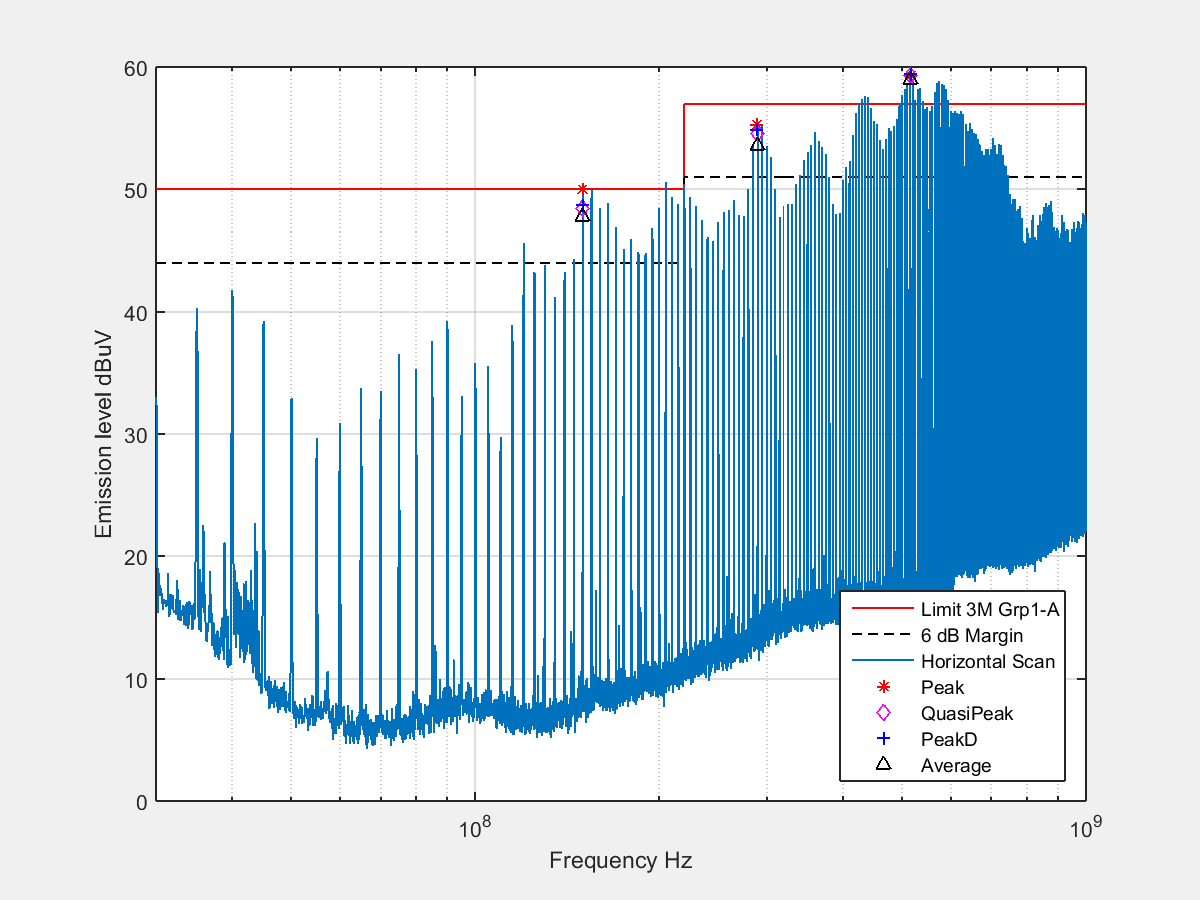 60
50
40
30
20
10
0
Emission level dBuV
10^8
10^9
Frequency Hz
Limit 3M Grp1-A
6 dB Margin
Horizontal Scan
Peak
QuasiPeak
PeakD
Average